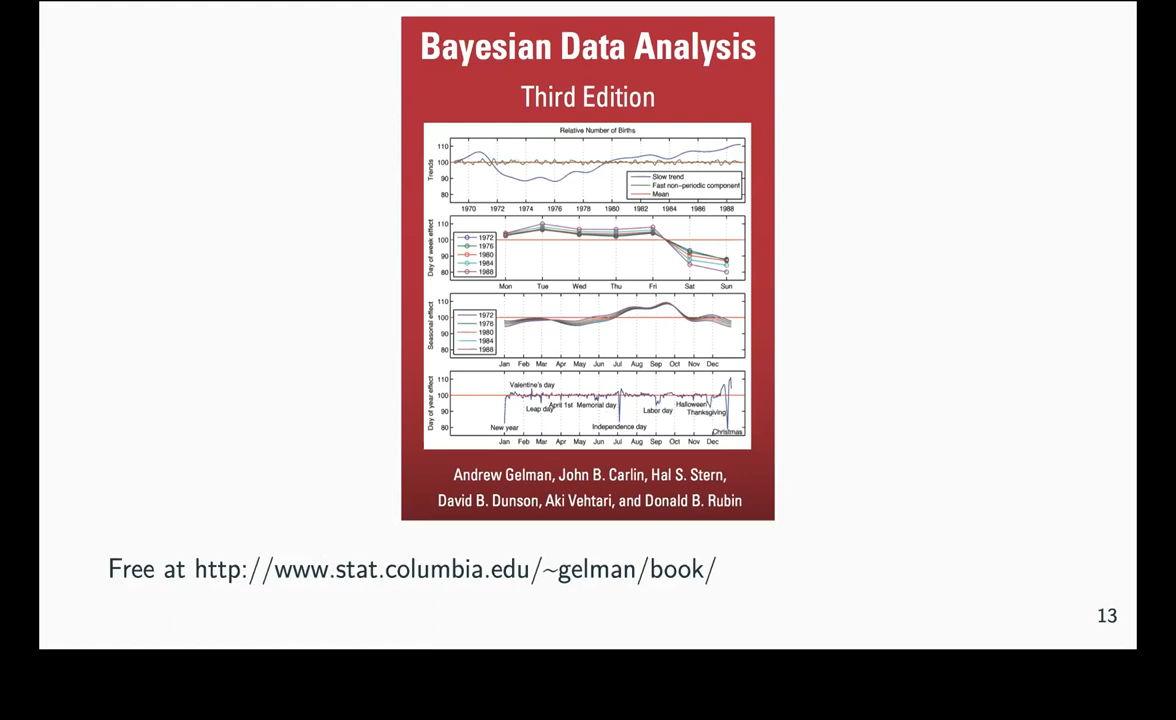 Bayesian Data Analysis
Third Edition
Relative Number of Births
Trends
110
100
90
80
Slow trend
Fast non-periodic component
Mean
1970 1972 1974 1976 1978 1980 1982 1984 1986 1988
Day of week effect
110
100
90
80
1972
1976
1980
1984
1988
Mon Tue Wed Thu Fri Sat Sun
Seasonal effect
110
100
90
80
1972
1976
1980
1984
1988
Jan Feb Mar Apr May Jun Jul Aug Sep Oct Nov Dec
Day of year effect
110
100
90
80
Valentine's day
Leap day
April 1st
Memorial day
Labor day
Halloween
Thanksgiving
New year
Independence day
Christmas
Jan Feb Mar Apr May Jun Jul Aug Sep Oct Nov Dec
Andrew Gelman, John B. Carlin, Hal S. Stern,
David B. Dunson, Aki Vehtari, and Donald B. Rubin
Free at http://www.stat.columbia.edu/~gelman/book/
13